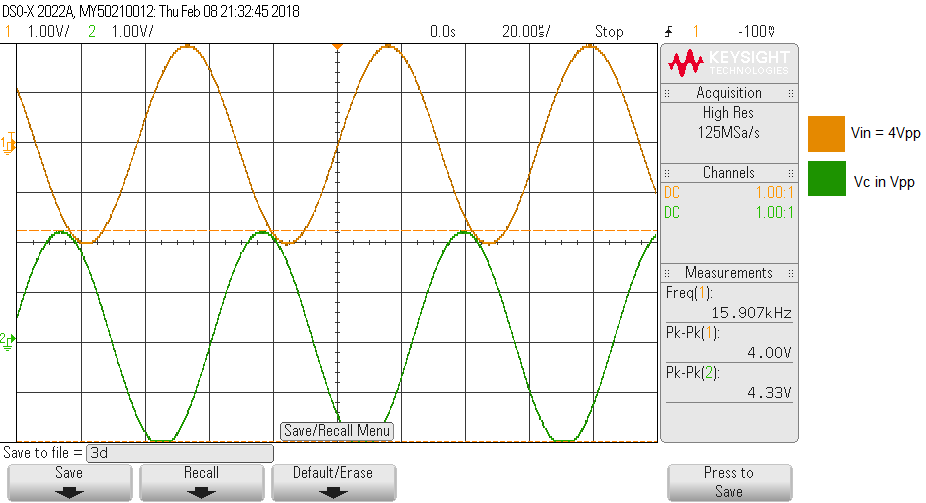 DSO-X 2022A, MY50210012: Thu Feb 08 21:32:45 2018
1 1.00V/ 2 1.00V/ 0.0s 20.00us/ Stop 1 -100mV
KEYSIGHT
TECHNOLOGIES
Acquisition
High Res
125MSa/s
Channels
DC 1.00:1
DC 1.00:1
Measurements
Freq(1):
15.907kHz
Pk-Pk(1):
4.00V
Pk-Pk(2):
4.33V
Vin = 4Vpp
Vc in Vpp
1
2
Save/Recall Menu
Save to file = 3d
Save
Recall
Default/Erase
Press to
Save